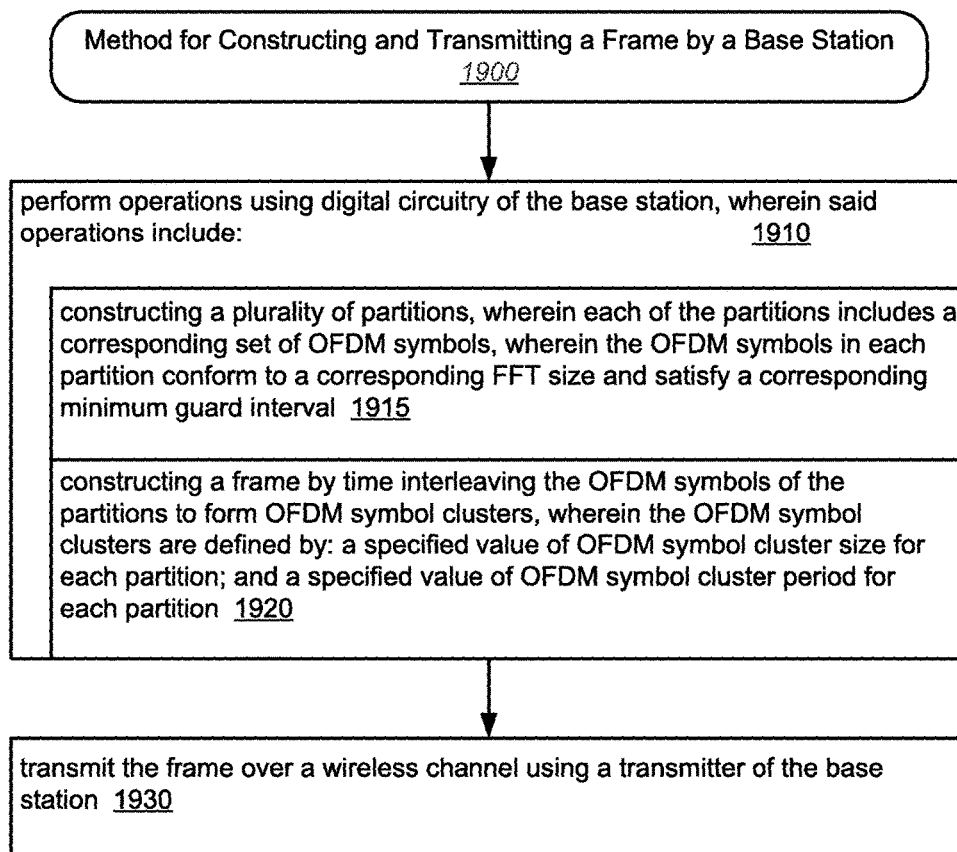 Method for Constructing and Transmitting a Frame by a Base Station
1900
perform operations using digital circuitry of the base station, wherein said
operations include: 1910
constructing a plurality of partitions, wherein each of the partitions includes a
corresponding set of OFDM symbols, wherein the OFDM symbols in each
partition conform to a corresponding FFT size and satisfy a corresponding
minimum guard interval 1915
constructing a frame by time interleaving the OFDM symbols of the
partitions to form OFDM symbol clusters, wherein the OFDM symbol
clusters are defined by: a specified value of OFDM symbol cluster size for
each partition; and a specified value of OFDM symbol cluster period for
each partition 1920
transmit the frame over a wireless channel using a transmitter of the base
station 1930